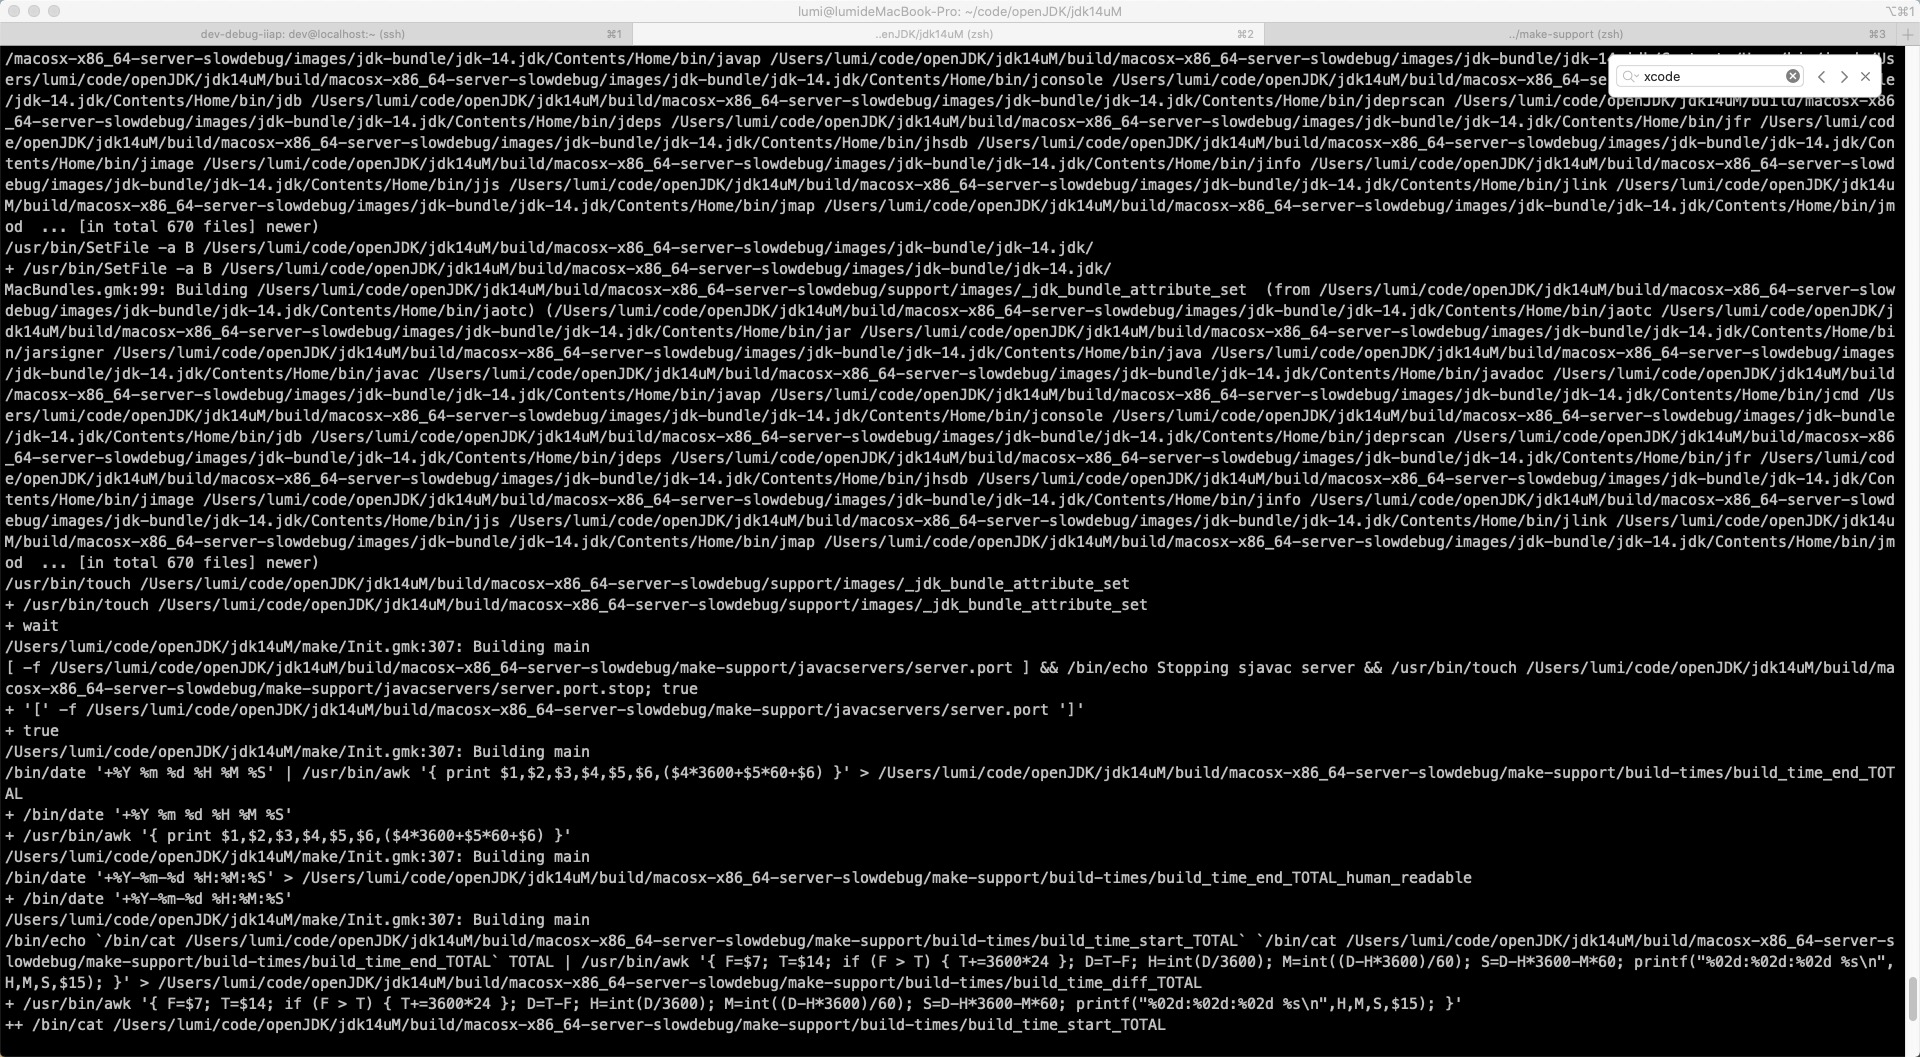 lumi@lumideMacBook-Pro: ~/code/openJDK/jdk14uM
⌥⌘1
dev-debug-iiap: dev@localhost:~ (ssh)
⌘1
..enJDK/jdk14uM (zsh)
⌘2
../make-support (zsh)
⌘3
xcode
/macosx-x86_64-server-slowdebug/images/jdk-bundle/jdk-14.jdk/Contents/Home/bin/javap /Users/lumi/code/openJDK/jdk14uM/build/macosx-x86_64-server-slowdebug/images/jdk-bundle/jdk-1
ers/lumi/code/openJDK/jdk14uM/build/macosx-x86_64-server-slowdebug/images/jdk-bundle/jdk-14.jdk/Contents/Home/bin/jconsole /Users/lumi/code/openJDK/jdk14uM/build/macosx-x86_64-se
/jdk-14.jdk/Contents/Home/bin/jdb /Users/lumi/code/openJDK/jdk14uM/build/macosx-x86_64-server-slowdebug/images/jdk-bundle/jdk-14.jdk/Contents/Home/bin/jdeprscan /Users/lumi/code/openJDK/jdk14uM/build/macosx-x86
_64-server-slowdebug/images/jdk-bundle/jdk-14.jdk/Contents/Home/bin/jdeps /Users/lumi/code/openJDK/jdk14uM/build/macosx-x86_64-server-slowdebug/images/jdk-bundle/jdk-14.jdk/Contents/Home/bin/jfr /Users/lumi/cod
e/openJDK/jdk14uM/build/macosx-x86_64-server-slowdebug/images/jdk-bundle/jdk-14.jdk/Contents/Home/bin/jhsdb /Users/lumi/code/openJDK/jdk14uM/build/macosx-x86_64-server-slowdebug/images/jdk-bundle/jdk-14.jdk/Con
tents/Home/bin/jimage /Users/lumi/code/openJDK/jdk14uM/build/macosx-x86_64-server-slowdebug/images/jdk-bundle/jdk-14.jdk/Contents/Home/bin/jinfo /Users/lumi/code/openJDK/jdk14uM/build/macosx-x86_64-server-slowd
ebug/images/jdk-bundle/jdk-14.jdk/Contents/Home/bin/jjs /Users/lumi/code/openJDK/jdk14uM/build/macosx-x86_64-server-slowdebug/images/jdk-bundle/jdk-14.jdk/Contents/Home/bin/jlink /Users/lumi/code/openJDK/jdk14u
M/build/macosx-x86_64-server-slowdebug/images/jdk-bundle/jdk-14.jdk/Contents/Home/bin/jmap /Users/lumi/code/openJDK/jdk14uM/build/macosx-x86_64-server-slowdebug/images/jdk-bundle/jdk-14.jdk/Contents/Home/bin/jm
od  ... [in total 670 files] newer)
/usr/bin/SetFile -a B /Users/lumi/code/openJDK/jdk14uM/build/macosx-x86_64-server-slowdebug/images/jdk-bundle/jdk-14.jdk/
+ /usr/bin/SetFile -a B /Users/lumi/code/openJDK/jdk14uM/build/macosx-x86_64-server-slowdebug/images/jdk-bundle/jdk-14.jdk/
MacBundles.gmk:99: Building /Users/lumi/code/openJDK/jdk14uM/build/macosx-x86_64-server-slowdebug/support/images/_jdk_bundle_attribute_set  (from /Users/lumi/code/openJDK/jdk14uM/build/macosx-x86_64-server-slow
debug/images/jdk-bundle/jdk-14.jdk/Contents/Home/bin/jaotc) (/Users/lumi/code/openJDK/jdk14uM/build/macosx-x86_64-server-slowdebug/images/jdk-bundle/jdk-14.jdk/Contents/Home/bin/jaotc /Users/lumi/code/openJDK/j
dk14uM/build/macosx-x86_64-server-slowdebug/images/jdk-bundle/jdk-14.jdk/Contents/Home/bin/jar /Users/lumi/code/openJDK/jdk14uM/build/macosx-x86_64-server-slowdebug/images/jdk-bundle/jdk-14.jdk/Contents/Home/bi
n/jarsigner /Users/lumi/code/openJDK/jdk14uM/build/macosx-x86_64-server-slowdebug/images/jdk-bundle/jdk-14.jdk/Contents/Home/bin/java /Users/lumi/code/openJDK/jdk14uM/build/macosx-x86_64-server-slowdebug/images
/jdk-bundle/jdk-14.jdk/Contents/Home/bin/javac /Users/lumi/code/openJDK/jdk14uM/build/macosx-x86_64-server-slowdebug/images/jdk-bundle/jdk-14.jdk/Contents/Home/bin/javadoc /Users/lumi/code/openJDK/jdk14uM/build
/macosx-x86_64-server-slowdebug/images/jdk-bundle/jdk-14.jdk/Contents/Home/bin/javap /Users/lumi/code/openJDK/jdk14uM/build/macosx-x86_64-server-slowdebug/images/jdk-bundle/jdk-14.jdk/Contents/Home/bin/jcmd /Us
ers/lumi/code/openJDK/jdk14uM/build/macosx-x86_64-server-slowdebug/images/jdk-bundle/jdk-14.jdk/Contents/Home/bin/jconsole /Users/lumi/code/openJDK/jdk14uM/build/macosx-x86_64-server-slowdebug/images/jdk-bundle
/jdk-14.jdk/Contents/Home/bin/jdb /Users/lumi/code/openJDK/jdk14uM/build/macosx-x86_64-server-slowdebug/images/jdk-bundle/jdk-14.jdk/Contents/Home/bin/jdeprscan /Users/lumi/code/openJDK/jdk14uM/build/macosx-x86
_64-server-slowdebug/images/jdk-bundle/jdk-14.jdk/Contents/Home/bin/jdeps /Users/lumi/code/openJDK/jdk14uM/build/macosx-x86_64-server-slowdebug/images/jdk-bundle/jdk-14.jdk/Contents/Home/bin/jfr /Users/lumi/cod
e/openJDK/jdk14uM/build/macosx-x86_64-server-slowdebug/images/jdk-bundle/jdk-14.jdk/Contents/Home/bin/jhsdb /Users/lumi/code/openJDK/jdk14uM/build/macosx-x86_64-server-slowdebug/images/jdk-bundle/jdk-14.jdk/Con
tents/Home/bin/jimage /Users/lumi/code/openJDK/jdk14uM/build/macosx-x86_64-server-slowdebug/images/jdk-bundle/jdk-14.jdk/Contents/Home/bin/jinfo /Users/lumi/code/openJDK/jdk14uM/build/macosx-x86_64-server-slowd
ebug/images/jdk-bundle/jdk-14.jdk/Contents/Home/bin/jjs /Users/lumi/code/openJDK/jdk14uM/build/macosx-x86_64-server-slowdebug/images/jdk-bundle/jdk-14.jdk/Contents/Home/bin/jlink /Users/lumi/code/openJDK/jdk14u
M/build/macosx-x86_64-server-slowdebug/images/jdk-bundle/jdk-14.jdk/Contents/Home/bin/jmap /Users/lumi/code/openJDK/jdk14uM/build/macosx-x86_64-server-slowdebug/images/jdk-bundle/jdk-14.jdk/Contents/Home/bin/jm
od  ... [in total 670 files] newer)
/usr/bin/touch /Users/lumi/code/openJDK/jdk14uM/build/macosx-x86_64-server-slowdebug/support/images/_jdk_bundle_attribute_set
+ /usr/bin/touch /Users/lumi/code/openJDK/jdk14uM/build/macosx-x86_64-server-slowdebug/support/images/_jdk_bundle_attribute_set
+ wait
/Users/lumi/code/openJDK/jdk14uM/make/Init.gmk:307: Building main
[ -f /Users/lumi/code/openJDK/jdk14uM/build/macosx-x86_64-server-slowdebug/make-support/javacservers/server.port ] && /bin/echo Stopping sjavac server && /usr/bin/touch /Users/lumi/code/openJDK/jdk14uM/build/ma
cosx-x86_64-server-slowdebug/make-support/javacservers/server.port.stop; true
+ '[' -f /Users/lumi/code/openJDK/jdk14uM/build/macosx-x86_64-server-slowdebug/make-support/javacservers/server.port ']'
+ true
/Users/lumi/code/openJDK/jdk14uM/make/Init.gmk:307: Building main
/bin/date '+%Y %m %d %H %M %S' | /usr/bin/awk '{ print $1,$2,$3,$4,$5,$6,($4*3600+$5*60+$6) }' > /Users/lumi/code/openJDK/jdk14uM/build/macosx-x86_64-server-slowdebug/make-support/build-times/build_time_end_TOT
AL
+ /bin/date '+%Y %m %d %H %M %S'
+ /usr/bin/awk '{ print $1,$2,$3,$4,$5,$6,($4*3600+$5*60+$6) }'
/Users/lumi/code/openJDK/jdk14uM/make/Init.gmk:307: Building main
/bin/date '+%Y-%m-%d %H:%M:%S' > /Users/lumi/code/openJDK/jdk14uM/build/macosx-x86_64-server-slowdebug/make-support/build-times/build_time_end_TOTAL_human_readable
+ /bin/date '+%Y-%m-%d %H:%M:%S'
/Users/lumi/code/openJDK/jdk14uM/make/Init.gmk:307: Building main
/bin/echo `/bin/cat /Users/lumi/code/openJDK/jdk14uM/build/macosx-x86_64-server-slowdebug/make-support/build-times/build_time_start_TOTAL` `/bin/cat /Users/lumi/code/openJDK/jdk14uM/build/macosx-x86_64-server-s
lowdebug/make-support/build-times/build_time_end_TOTAL` TOTAL | /usr/bin/awk '{ F=$7; T=$14; if (F > T) { T+=3600*24 }; D=T-F; H=int(D/3600); M=int((D-H*3600)/60); S=D-H*3600-M*60; printf("%02d:%02d:%02d %s\n",
H,M,S,$15); }' > /Users/lumi/code/openJDK/jdk14uM/build/macosx-x86_64-server-slowdebug/make-support/build-times/build_time_diff_TOTAL
+ /usr/bin/awk '{ F=$7; T=$14; if (F > T) { T+=3600*24 }; D=T-F; H=int(D/3600); M=int((D-H*3600)/60); S=D-H*3600-M*60; printf("%02d:%02d:%02d %s\n",H,M,S,$15); }'
++ /bin/cat /Users/lumi/code/openJDK/jdk14uM/build/macosx-x86_64-server-slowdebug/make-support/build-times/build_time_start_TOTAL